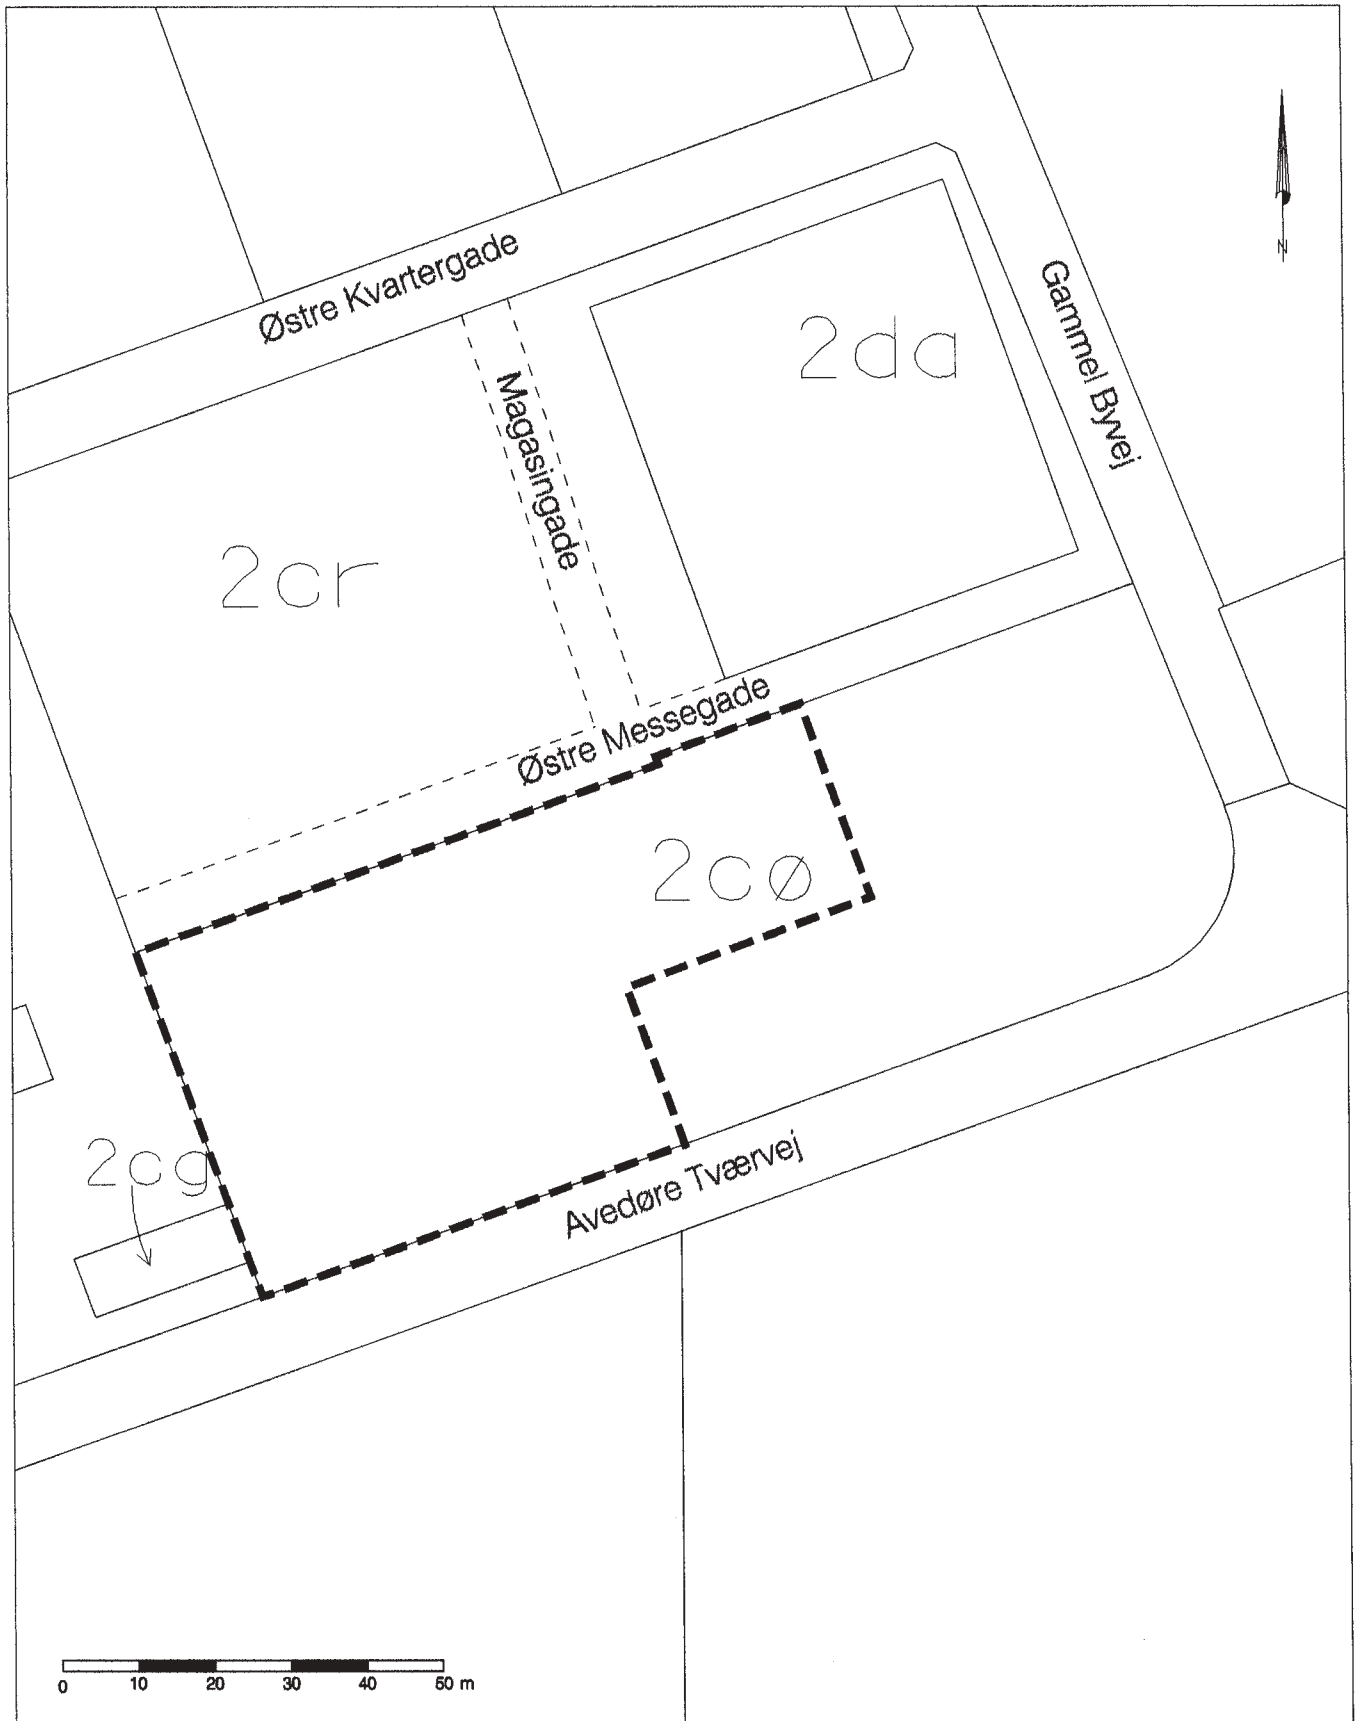 N
Østre Kvartergade
Gammel Byvej
2da
Magasingade
2cr
Østre Messegade
2cø
2cg
Avedøre Tværvej
0 10 20 30 40 50 m